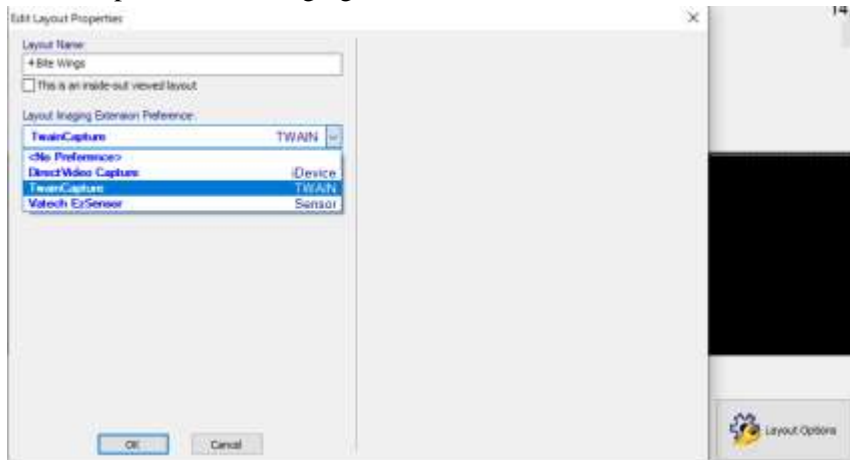 Edit Layout Properties
14
Layout Name:
4 Bite Wings
This is an inside-out viewed layout
Layout Imaging Extension Preference:
TwainCapture TWAIN
<No Preference>
DirectVideo Capture iDevice
TwainCapture TWAIN
Vatech EzSensor Sensor
OK Cancel
Layout Options